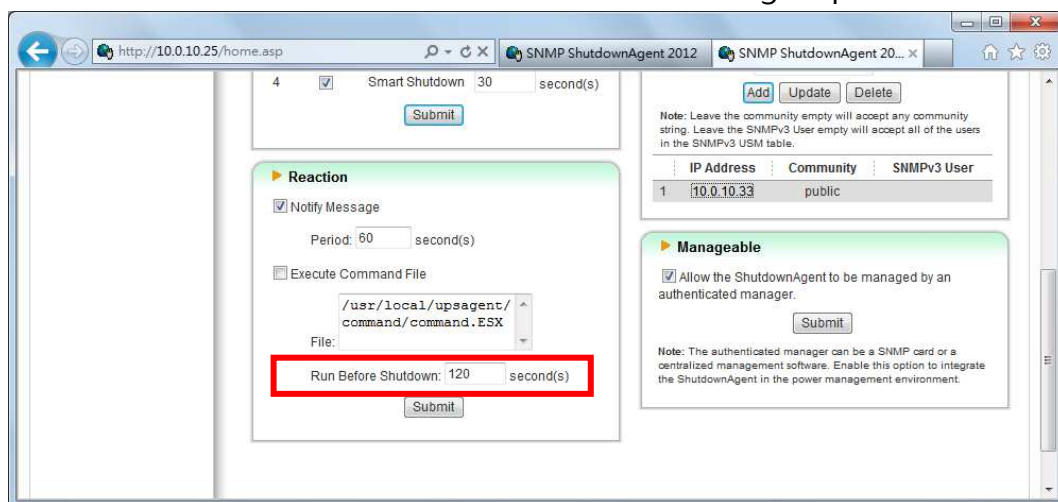 http://10.0.10.25/home.asp
SNMP ShutdownAgent 2012
SNMP ShutdownAgent 20...
4 Smart Shutdown 30 second(s)
Submit
Reaction
Notify Message
Period: 60 second(s)
Execute Command File
/usr/local/upsagent/
command/command.ESX
File:
Run Before Shutdown: 120 second(s)
Submit
Add Update Delete
Note: Leave the community empty will accept any community
string. Leave the SNMPv3 User empty will accept all of the users
in the SNMPv3 USM table.
IP Address Community SNMPv3 User
1 10.0.10.33 public
Manageable
Allow the ShutdownAgent to be managed by an
authenticated manager.
Submit
Note: The authenticated manager can be a SNMP card or a
centralized management software. Enable this option to integrate
the ShutdownAgent in the power management environment.